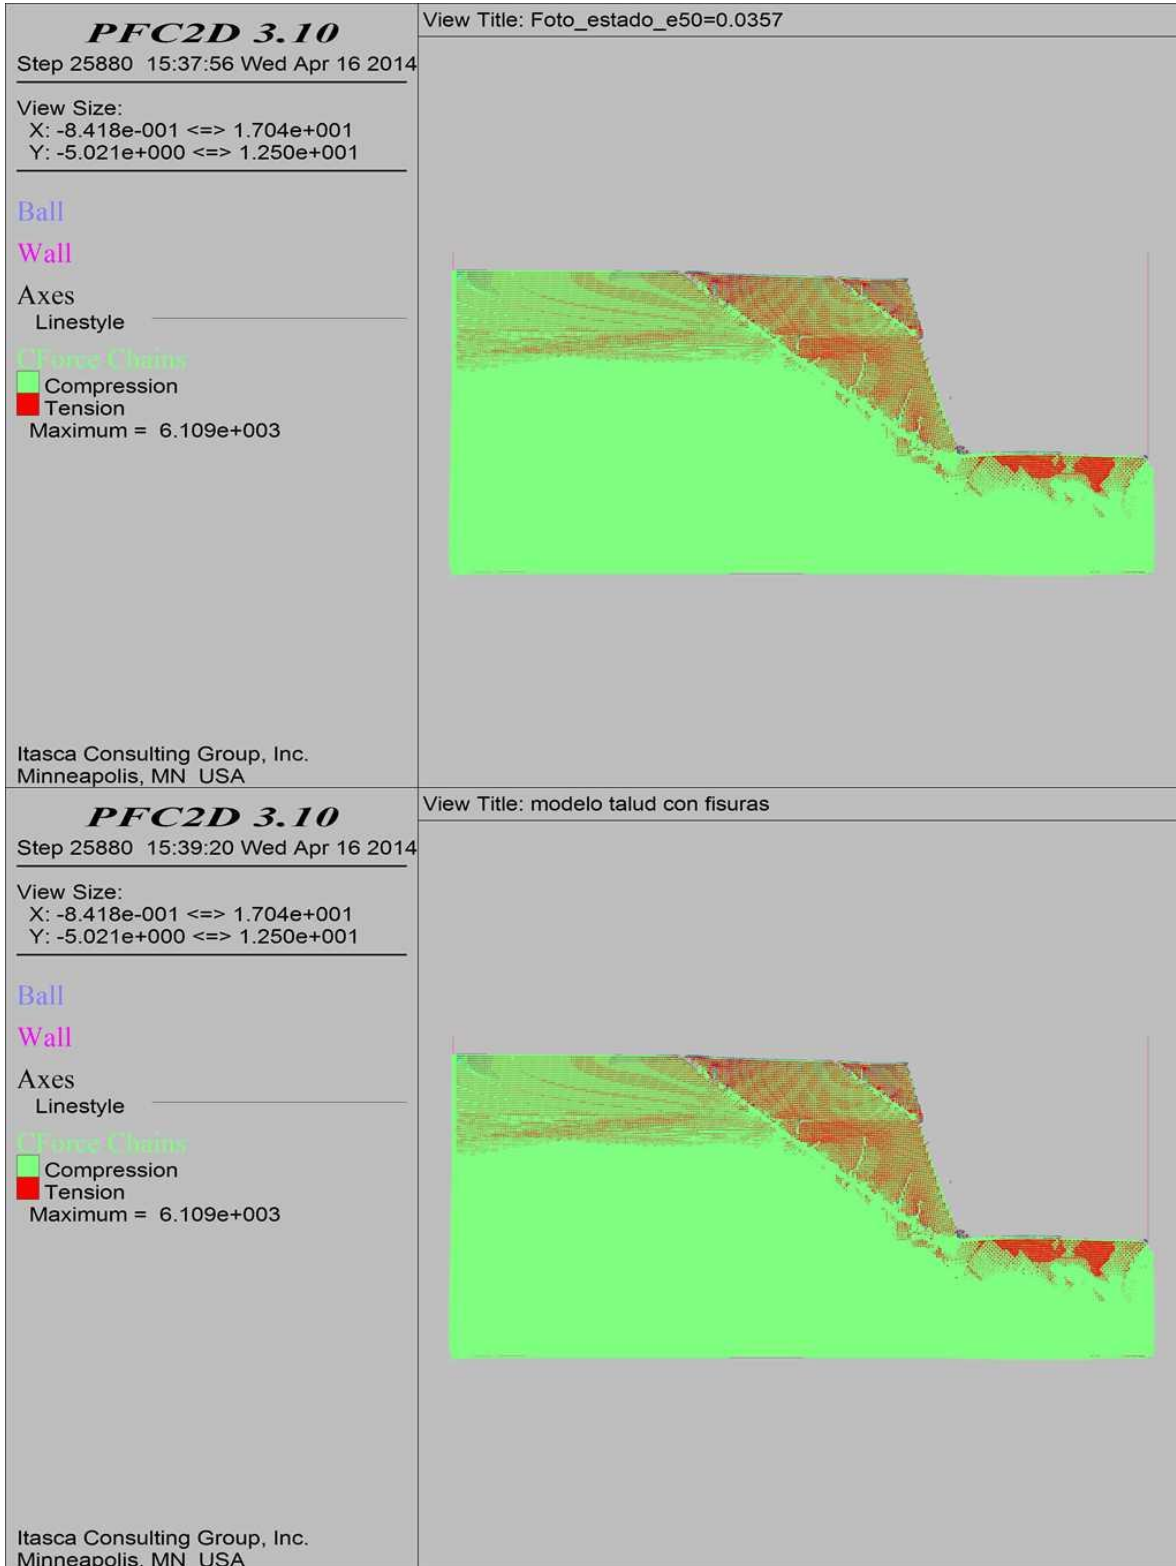 PFC2D 3.10
Step 25880 15:37:56 Wed Apr 16 2014
View Size:
X: -8.418e-001 <=> 1.704e+001
Y: -5.021e+000 <=> 1.250e+001
Ball
Wall
Axes
Linestyle
CForce Chains
Compression
Tension
Maximum = 6.109e+003
Itasca Consulting Group, Inc.
Minneapolis, MN USA
View Title: Foto_estado_e50=0.0357
PFC2D 3.10
Step 25880 15:39:20 Wed Apr 16 2014
View Size:
X: -8.418e-001 <=> 1.704e+001
Y: -5.021e+000 <=> 1.250e+001
Ball
Wall
Axes
Linestyle
CForce Chains
Compression
Tension
Maximum = 6.109e+003
Itasca Consulting Group, Inc.
Minneapolis, MN USA
View Title: modelo talud con fisuras